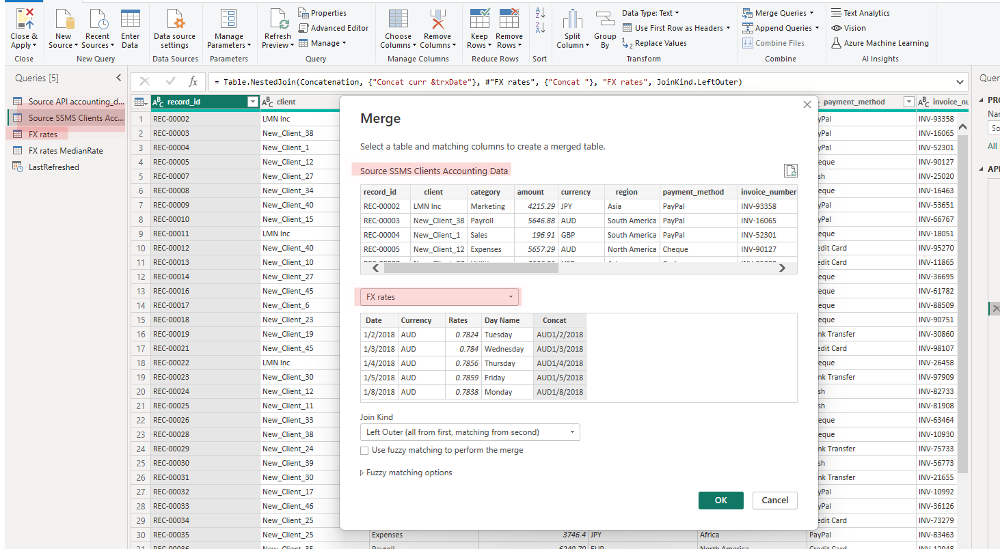 Close & Apply
New Source
Recent Sources
Enter Data
Data source settings
Manage Parameters
Refresh Preview
Properties
Advanced Editor
Manage
Choose Columns
Remove Columns
Keep Rows
Remove Rows
Split Column
Group By
Data Type: Text
Use First Row as Headers
Replace Values
Merge Queries
Append Queries
Combine Files
Text Analytics
Vision
Azure Machine Learning
Close
New Query
Data Sources
Parameters
Query
Manage Columns
Reduce Rows
Sort
Transform
Combine
AI Insights
Queries [5]
Source API accounting_d...
Source SSMS Clients Acc...
FX rates
FX rates MedianRate
LastRefreshed
= Table.NestedJoin(Concatenation, {"Concat curr &trxDate"}, #"FX rates", {"Concat "}, "FX rates", JoinKind.LeftOuter)
record_id client payment_method invoice_nu
1 REC-00002 LMN Inc yPal INV-93358
2 REC-00003 New_Client_38 yPal INV-16065
3 REC-00004 New_Client_1 yPal INV-52301
4 REC-00005 New_Client_12 eque INV-90127
5 REC-00007 New_Client_27 sh INV-25020
6 REC-00008 New_Client_34 eque INV-16463
7 REC-00009 New_Client_40 yPal INV-53651
8 REC-00010 New_Client_15 yPal INV-66767
9 REC-00011 LMN Inc eque INV-18051
10 REC-00012 New_Client_40 edit Card INV-95270
11 REC-00013 New_Client_10 edit Card INV-11865
12 REC-00014 New_Client_27 eque INV-36695
13 REC-00016 New_Client_45 eque INV-61782
14 REC-00017 New_Client_6 eque INV-88509
15 REC-00018 New_Client_23 eque INV-90751
16 REC-00019 New_Client_19 nk Transfer INV-30860
17 REC-00021 New_Client_45 edit Card INV-98107
18 REC-00022 LMN Inc eque INV-26458
19 REC-00023 New_Client_30 nk Transfer INV-97909
20 REC-00024 New_Client_12 sh INV-82733
21 REC-00025 New_Client_11 sh INV-81908
22 REC-00026 New_Client_33 eque INV-63464
23 REC-00028 New_Client_38 eque INV-10930
24 REC-00029 New_Client_24 nk Transfer INV-75733
25 REC-00030 New_Client_39 sh INV-56773
26 REC-00031 New_Client_30 nk Transfer INV-21655
27 REC-00032 New_Client_17 yPal INV-10992
28 REC-00033 New_Client_46 yPal INV-36126
29 REC-00034 New_Client_25 edit Card INV-73279
30 REC-00035 New_Client_25 Expenses 3746.4 JPY Africa PayPal INV-83463
Merge
Select a table and matching columns to create a merged table.
Source SSMS Clients Accounting Data
record_id client category amount currency region payment_method invoice_number
REC-00002 LMN Inc Marketing 4215.29 JPY Asia PayPal INV-93358
REC-00003 New_Client_38 Payroll 5646.88 AUD South America PayPal INV-16065
REC-00004 New_Client_1 Sales 196.91 GBP South America PayPal INV-52301
REC-00005 New_Client_12 Expenses 5657.29 AUD North America Cheque INV-90127
FX rates
Date Currency Rates Day Name Concat
1/2/2018 AUD 0.7824 Tuesday AUD1/2/2018
1/3/2018 AUD 0.784 Wednesday AUD1/3/2018
1/4/2018 AUD 0.7856 Thursday AUD1/4/2018
1/5/2018 AUD 0.7859 Friday AUD1/5/2018
1/8/2018 AUD 0.7838 Monday AUD1/8/2018
Join Kind
Left Outer (all from first, matching from second)
Use fuzzy matching to perform the merge
Fuzzy matching options
OK
Cancel
Quer
PRO
Nar
So
All
APP